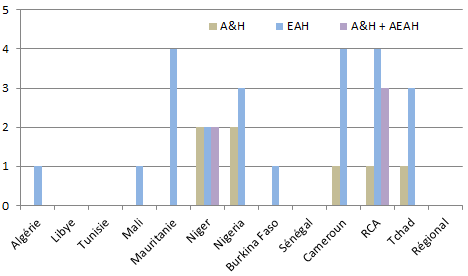 5
A&H EAH A&H + AEAH
4
3
2
1
0
Algérie
Libye
Tunisie
Mali
Mauritanie
Niger
Nigeria
Burkina Faso
Sénégal
Cameroun
RCA
Tchad
Régional